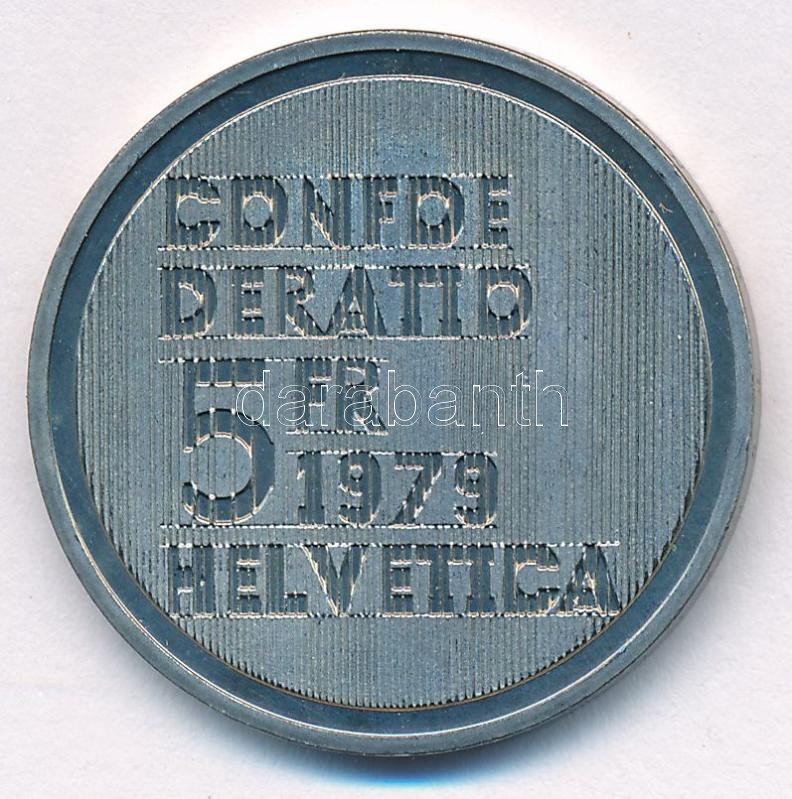 CONFOE
DERATIO
5 FR
1979
HELVETICA
darabanth